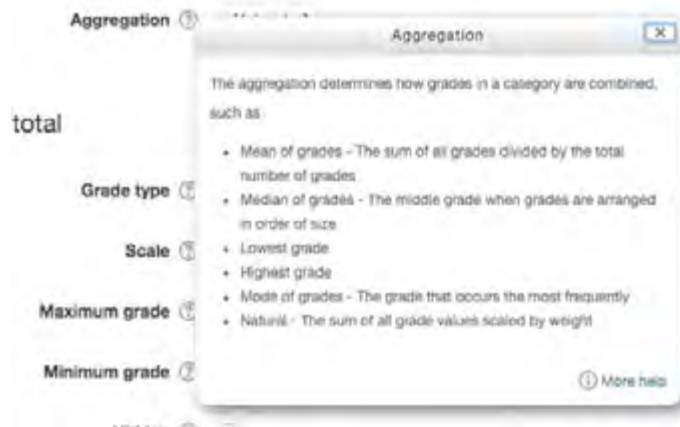 Aggregation
Aggregation
The aggregation determines how grades in a category are combined,
such as
• Mean of grades - The sum of all grades divided by the total
number of grades
• Median of grades - The middle grade when grades are arranged
in order of size
• Lowest grade
• Highest grade
• Mode of grades - The grade that occurs the most frequently
• Natural - The sum of all grade values scaled by weight
More help
total
Grade type
Scale
Maximum grade
Minimum grade